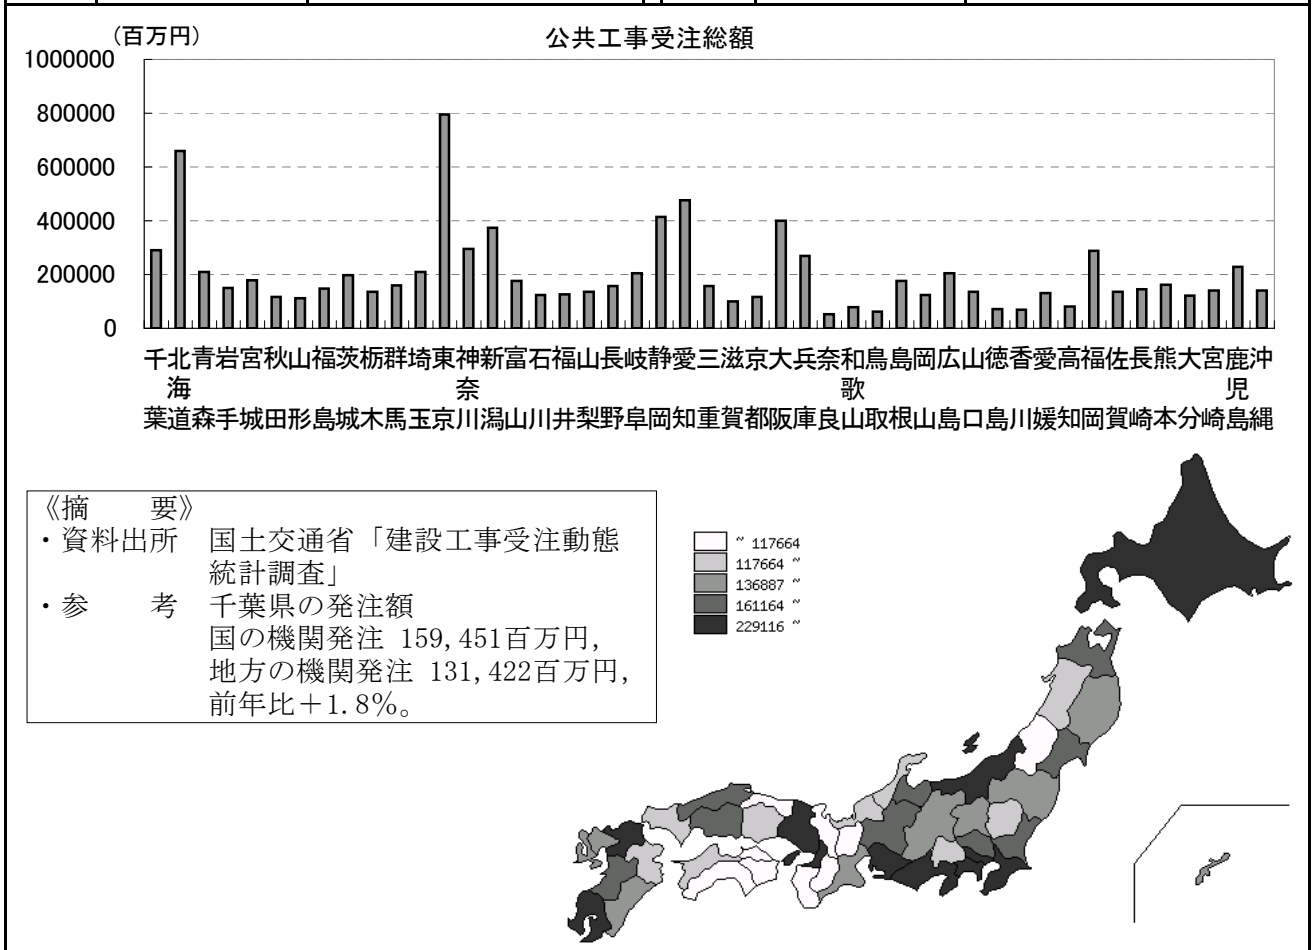 (百万円)
公共工事受注総額
1000000
800000
600000
400000
200000
0
千葉 北海道 青森 岩手 宮城 秋田 山形 福島 茨城 栃木 群馬 埼玉 東京 神奈川 新潟 富山 石川 福井 山梨 長野 岐阜 静岡 愛知 三重 滋賀 京都 大阪 兵庫 奈良 和歌山 鳥取 島根 岡山 広島 山口 徳島 香川 愛媛 高知 福岡 佐賀 長崎 熊本 大分 宮崎 鹿児島 沖縄
《摘 要》
・資料出所 国土交通省「建設工事受注動態
統計調査」
・参 考 千葉県の発注額
国の機関発注 159,451百万円,
地方の機関発注 131,422百万円,
前年比＋1.8％。
~ 117664
117664 ~
136887 ~
161164 ~
229116 ~